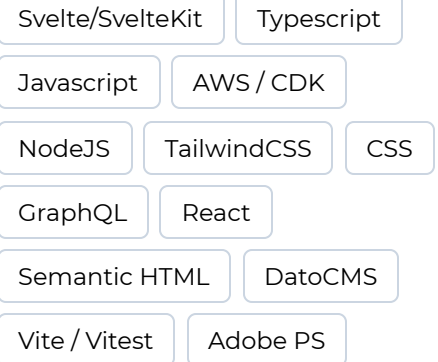 Svelte/SvelteKit Typescript
Javascript AWS / CDK
NodeJS TailwindCSS CSS
GraphQL React
Semantic HTML DatoCMS
Vite / Vitest Adobe PS